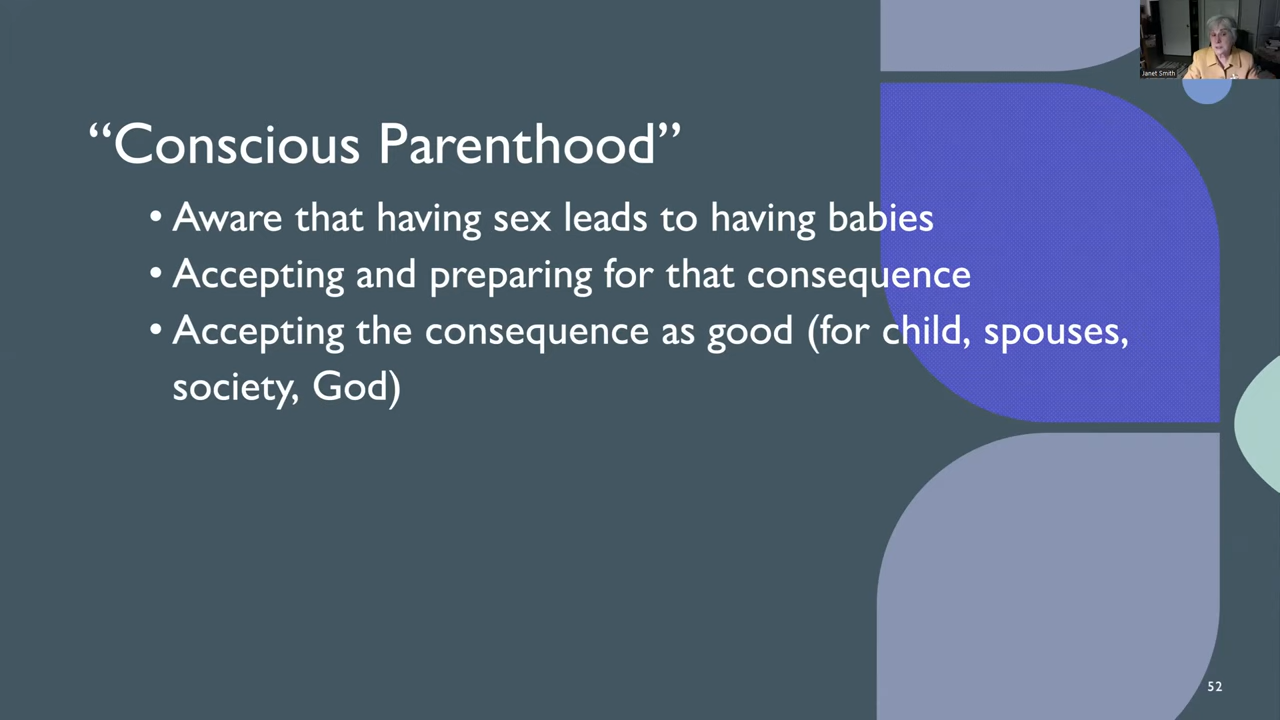 Janet Smith
“Conscious Parenthood”
• Aware that having sex leads to having babies
• Accepting and preparing for that consequence
• Accepting the consequence as good (for child, spouses,
society, God)
52